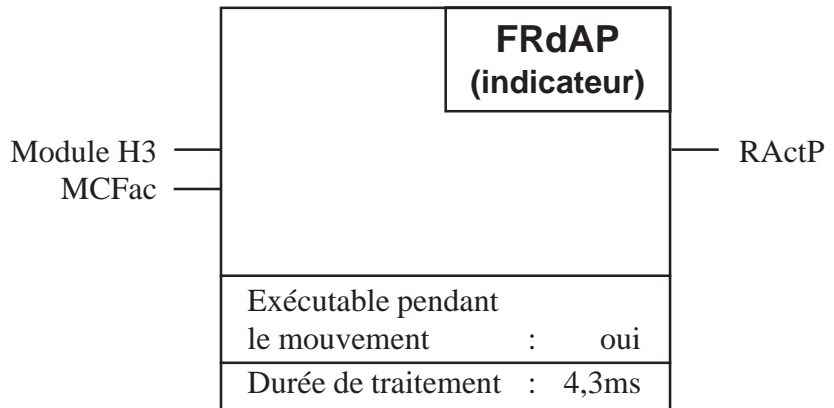 FRdAP
(indicateur)
Module H3
RActP
MCFac
Exécutable pendant
le mouvement : oui
Durée de traitement : 4,3ms